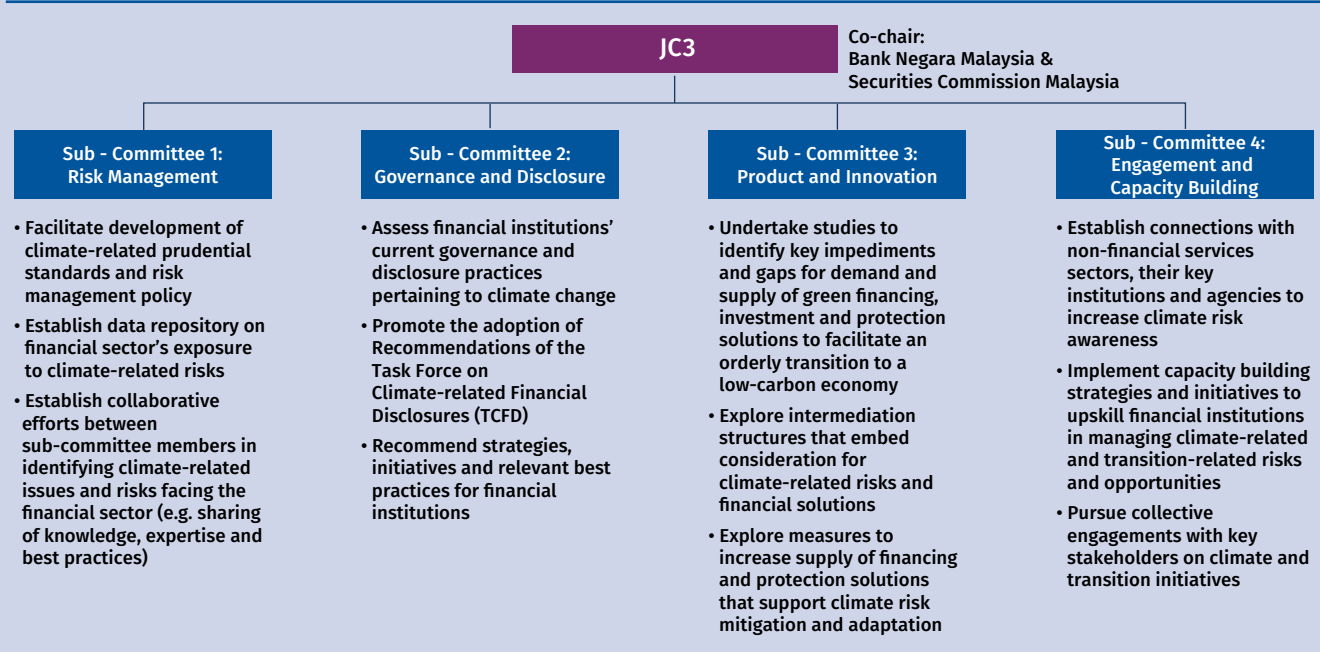 JC3
Co-chair:
Bank Negara Malaysia &
Securities Commission Malaysia
Sub - Committee 1:
Risk Management
• Facilitate development of
climate-related prudential
standards and risk
management policy
• Establish data repository on
financial sector’s exposure
to climate-related risks
• Establish collaborative
efforts between
sub-committee members in
identifying climate-related
issues and risks facing the
financial sector (e.g. sharing
of knowledge, expertise and
best practices)
Sub - Committee 2:
Governance and Disclosure
• Assess financial institutions’
current governance and
disclosure practices
pertaining to climate change
• Promote the adoption of
Recommendations of the
Task Force on
Climate-related Financial
Disclosures (TCFD)
• Recommend strategies,
initiatives and relevant best
practices for financial
institutions
Sub - Committee 3:
Product and Innovation
• Undertake studies to
identify key impediments
and gaps for demand and
supply of green financing,
investment and protection
solutions to facilitate an
orderly transition to a
low-carbon economy
• Explore intermediation
structures that embed
consideration for
climate-related risks and
financial solutions
• Explore measures to
increase supply of financing
and protection solutions
that support climate risk
mitigation and adaptation
Sub - Committee 4:
Engagement and
Capacity Building
• Establish connections with
non-financial services
sectors, their key
institutions and agencies to
increase climate risk
awareness
• Implement capacity building
strategies and initiatives to
upskill financial institutions
in managing climate-related
and transition-related risks
and opportunities
• Pursue collective
engagements with key
stakeholders on climate and
transition initiatives